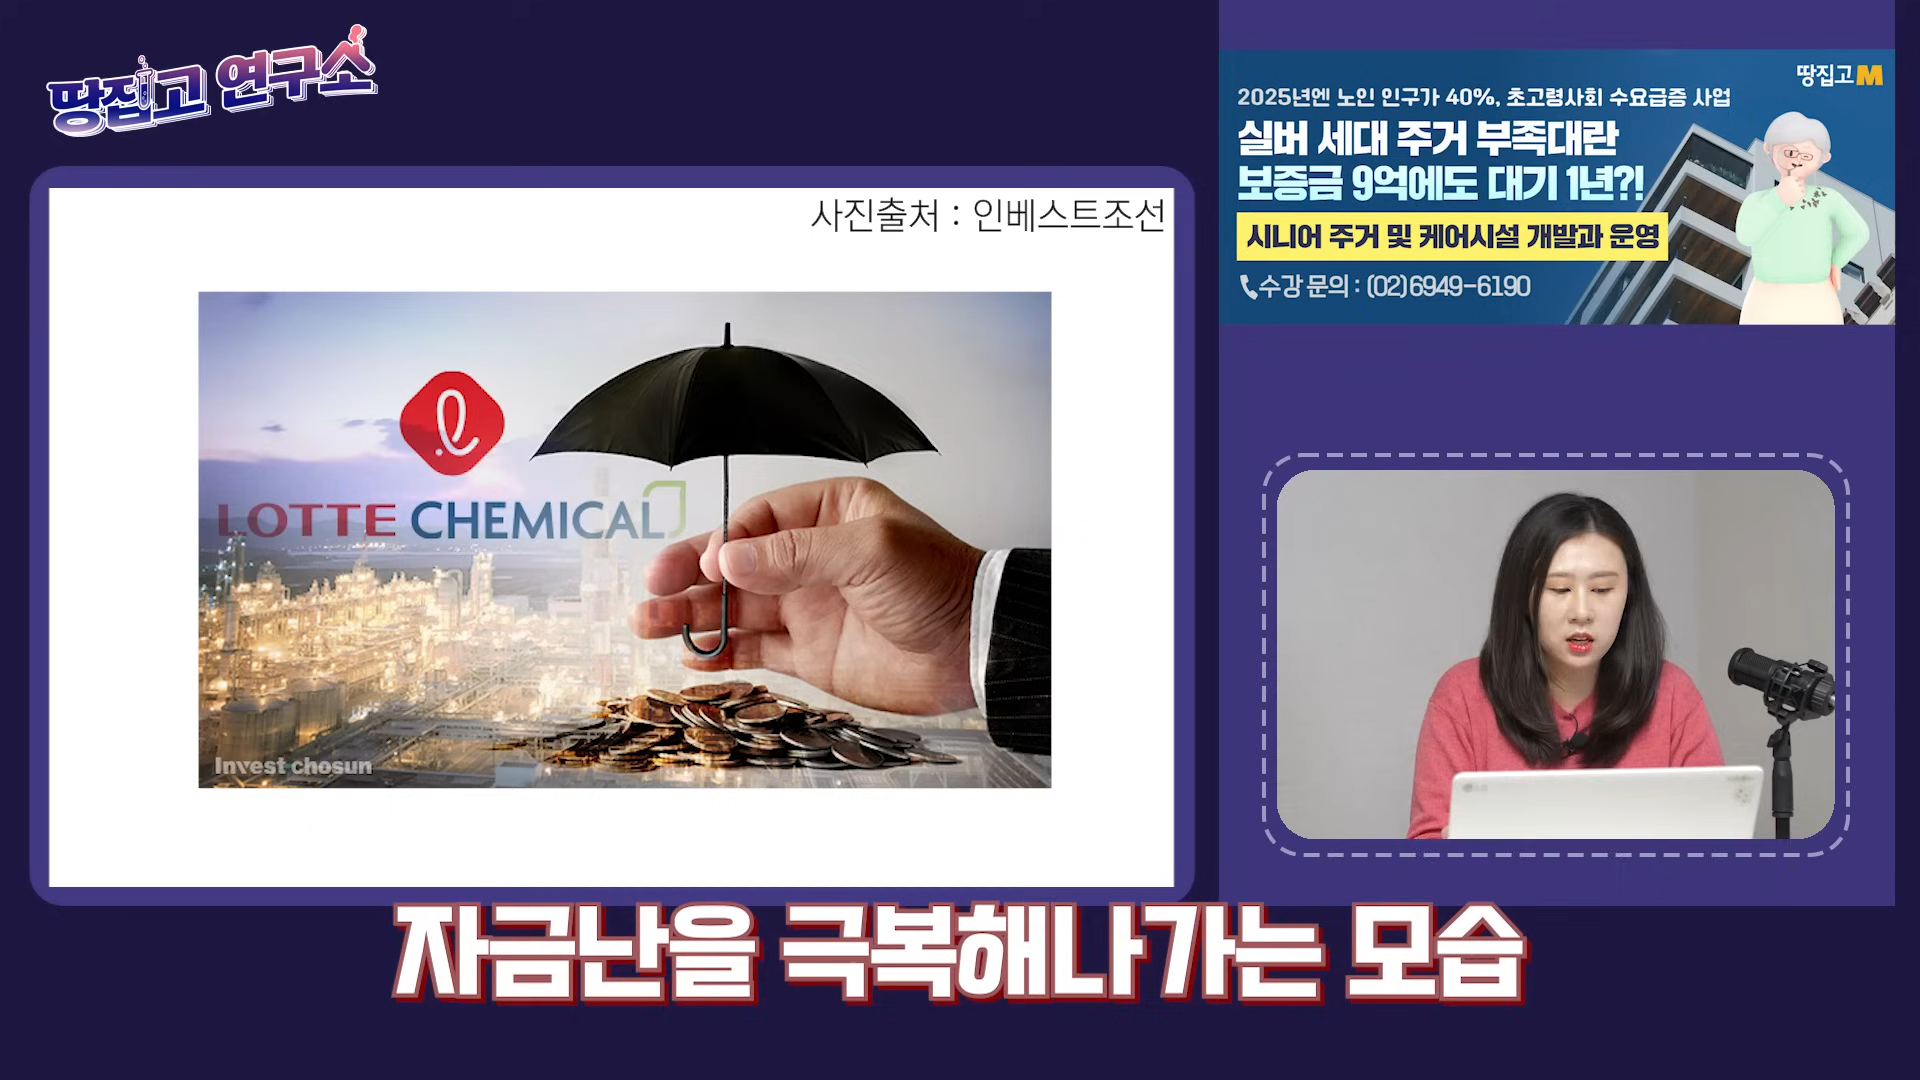 땅집고 연구소
사진출처 : 인베스트조선
LOTTE CHEMICAL
Invest chosun
땅집고M
2025년엔 노인 인구가 40%, 초고령사회 수요급증 사업
실버 세대 주거 부족대란
보증금 9억에도 대기 1년?!
시니어 주거 및 케어시설 개발과 운영
수강 문의 : (02)6949-6190
LG
자금난을 극복해나가는 모습